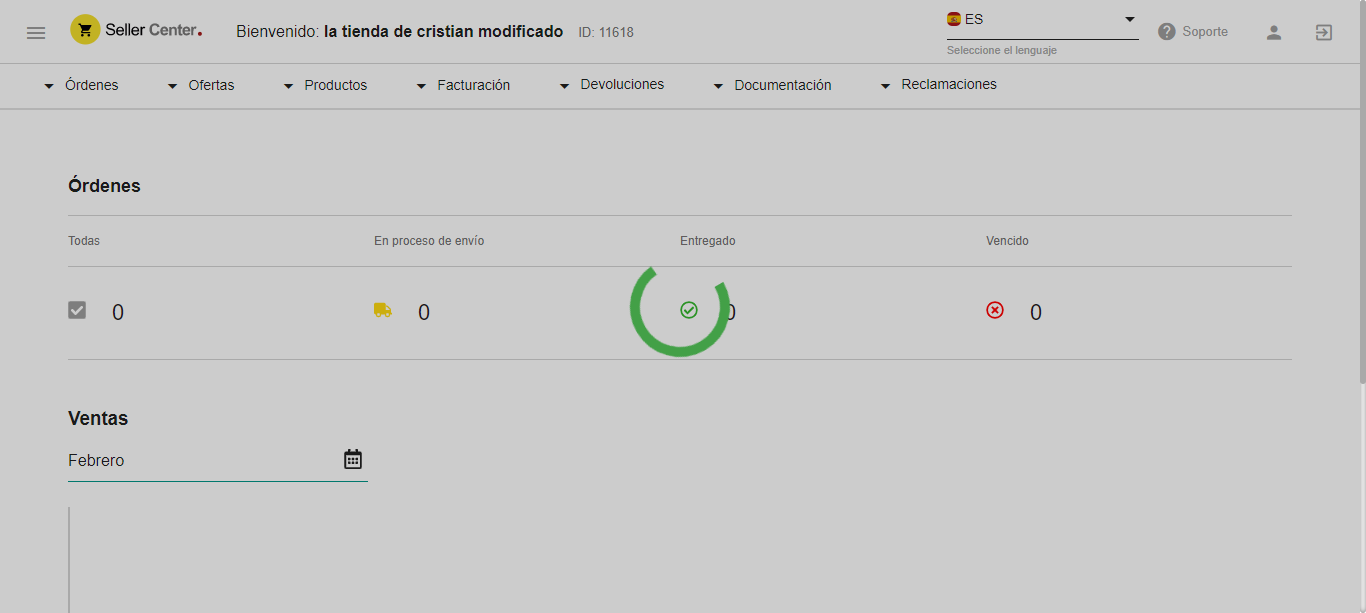 Seller Center.
Bienvenido: la tienda de cristian modificado ID: 11618
ES
Seleccione el lenguaje
Soporte
Órdenes
Ofertas
Productos
Facturación
Devoluciones
Documentación
Reclamaciones
Órdenes
Todas
En proceso de envío
Entregado
Vencido
0
0
0
0
Ventas
Febrero